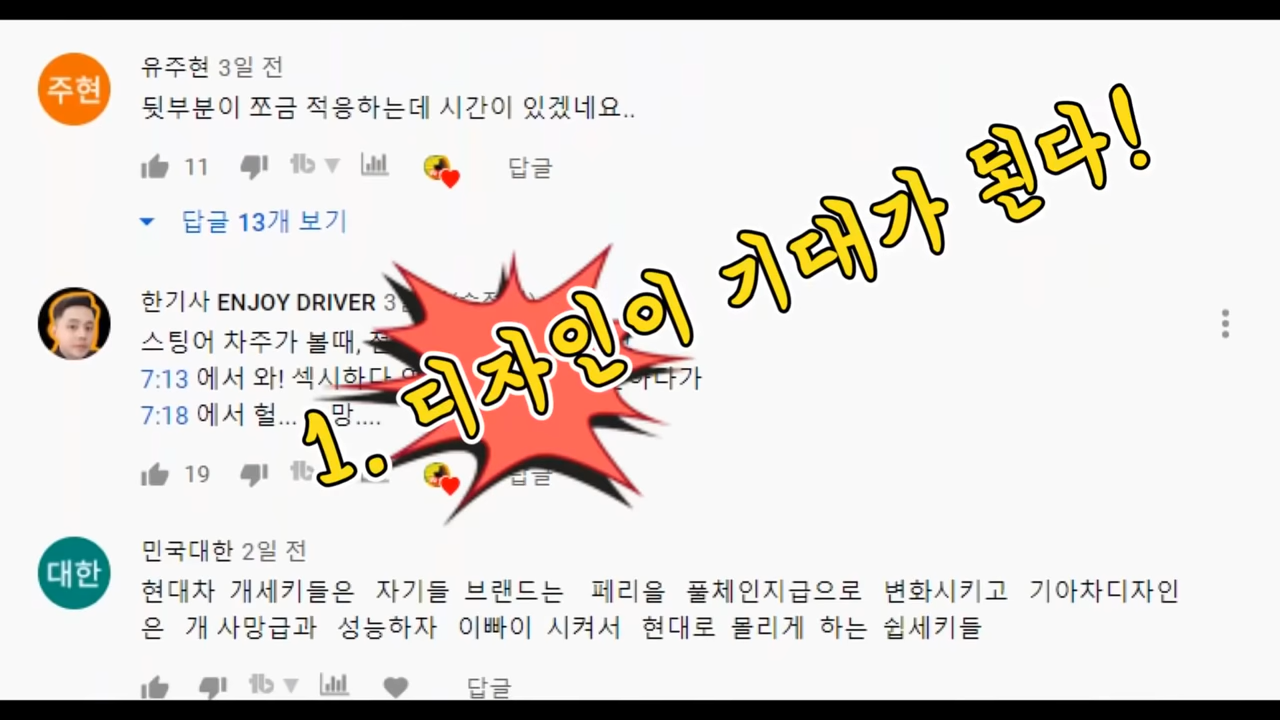 주현
유주현 3일 전
뒷부분이 쪼금 적응하는데 시간이 있겠네요..
11
답글
답글 13개 보기
한기사 ENJOY DRIVER
스팅어 차주가 볼때,
7:13 에서 와! 섹시하다
7:18 에서 헐... 망....
19
답글
1. 디자인이 기대가 된다!
대한
민국대한 2일 전
현대차 개세키들은 자기들 브랜드는 페리을 풀체인지급으로 변화시키고 기아차디자인
은 개 사망급과 성능하자 이빠이 시켜서 현대로 몰리게 하는 쉽세키들
답글